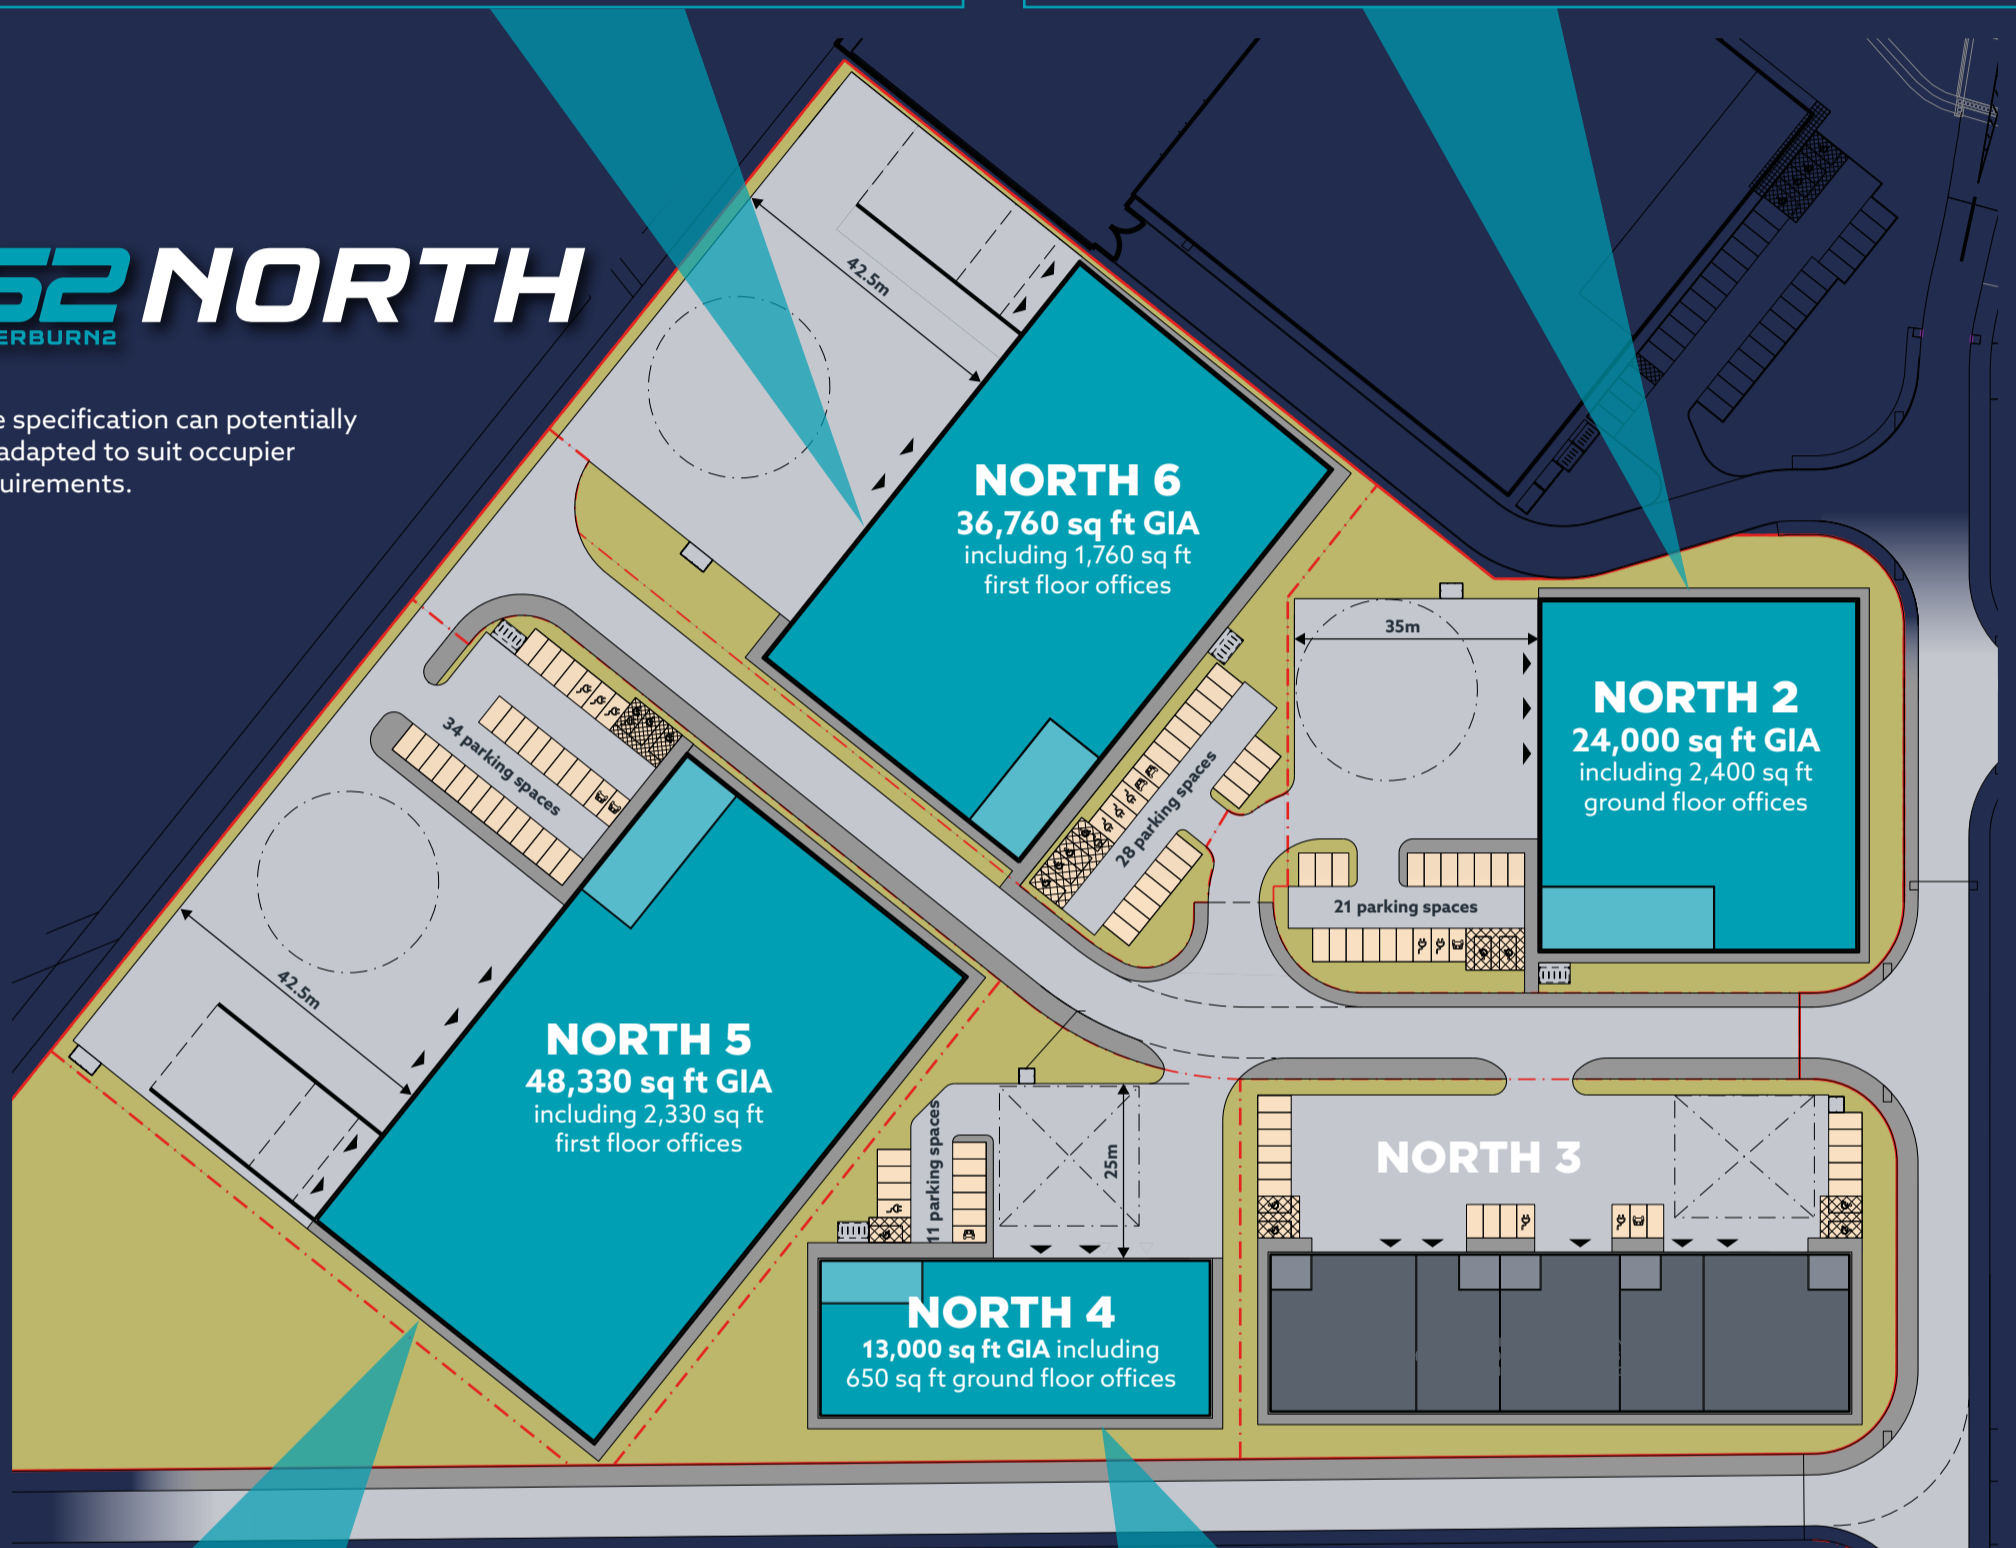 NORTH
e specification can potentially
adapted to suit occupier
uirements.
42.5m
NORTH 6
36,760 sq ft GIA
including 1,760 sq ft
first floor offices
35m
NORTH 2
24,000 sq ft GIA
including 2,400 sq ft
ground floor offices
34 parking spaces
28 parking spaces
21 parking spaces
42.5m
NORTH 5
48,330 sq ft GIA
including 2,330 sq ft
first floor offices
11 parking spaces
25m
NORTH 3
NORTH 4
13,000 sq ft GIA including
650 sq ft ground floor offices